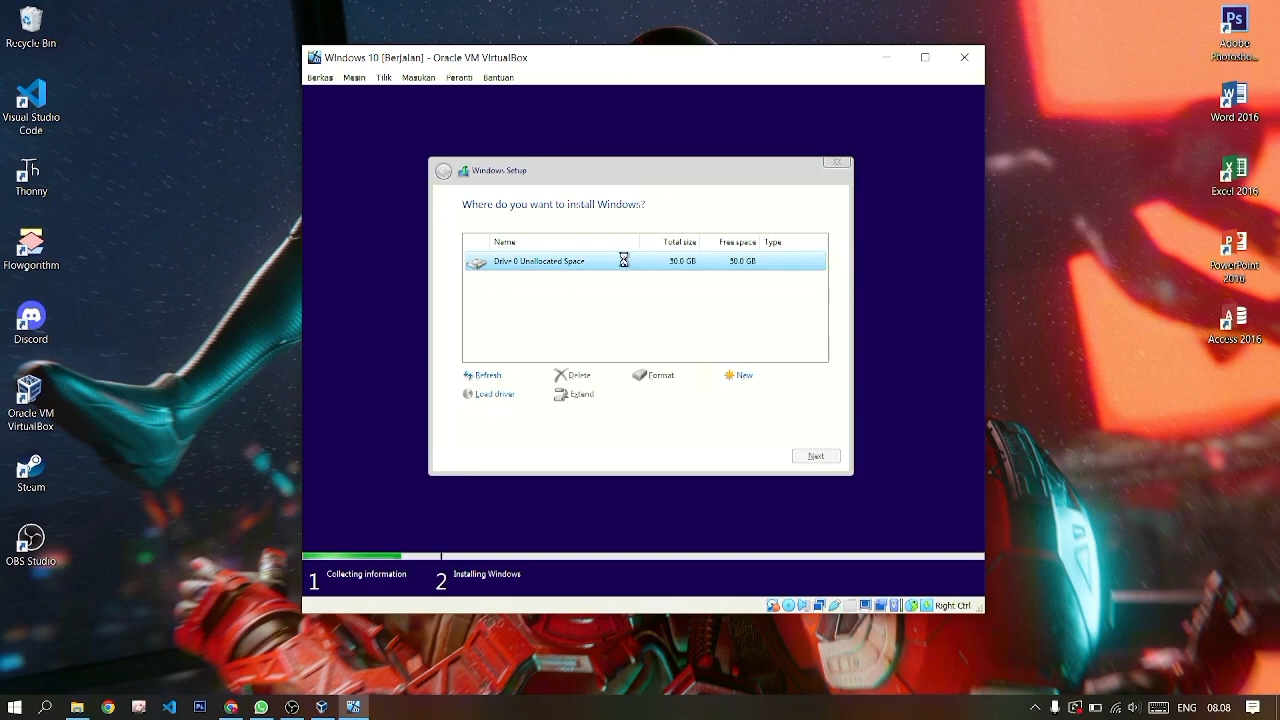 Recycle Bin
Visual Studio
Code
Thonny
Discord
Oracle VM
VirtualBox
Steam
OBS Studio
Windows 10 [Berjalan] - Oracle VM VirtualBox
Berkas Mesin Tilik Masukan Peranti Bantuan
Windows Setup
Where do you want to install Windows?
Name Total size Free space Type
Drive 0 Unallocated Space 30.0 GB 30.0 GB
Refresh Delete Format New
Load driver Extend
Next
1 Collecting information 2 Installing Windows
Right Ctrl
Ps
Adobe
Photosho...
Word 2016
Excel 2016
PowerPoint
2016
Access 2016
ENG 08.08